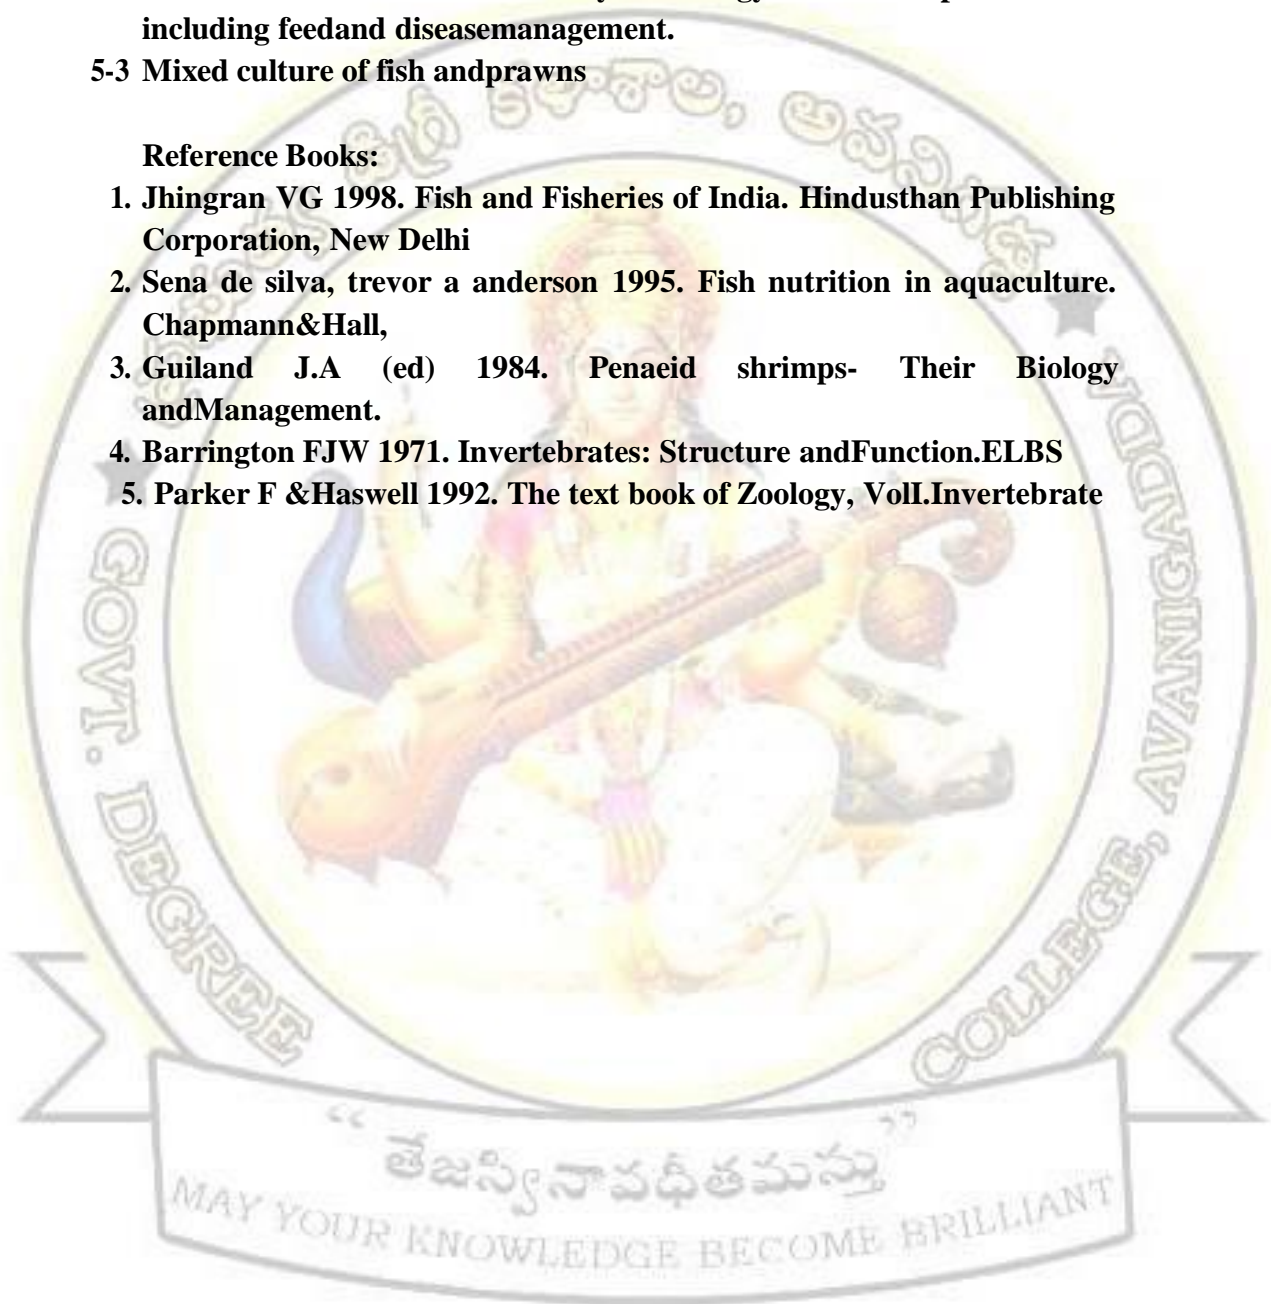 including feedand diseasemanagement.
5-3 Mixed culture of fish andprawns
Reference Books:
1. Jhingran VG 1998. Fish and Fisheries of India. Hindusthan Publishing
Corporation, New Delhi
2. Sena de silva, trevor a anderson 1995. Fish nutrition in aquaculture.
Chapmann&Hall,
3. Guiland J.A (ed) 1984. Penaeid shrimps- Their Biology
andManagement.
4. Barrington FJW 1971. Invertebrates: Structure andFunction.ELBS
5. Parker F &Haswell 1992. The text book of Zoology, VolI.Invertebrate
డిగ్రీ కళాశాల, అవనిగడ్డ
GOVT. DEGREE COLLEGE, AVANIGADDA
“ తేజస్వినావధీతమస్తు ”
MAY YOUR KNOWLEDGE BECOME BRILLIANT